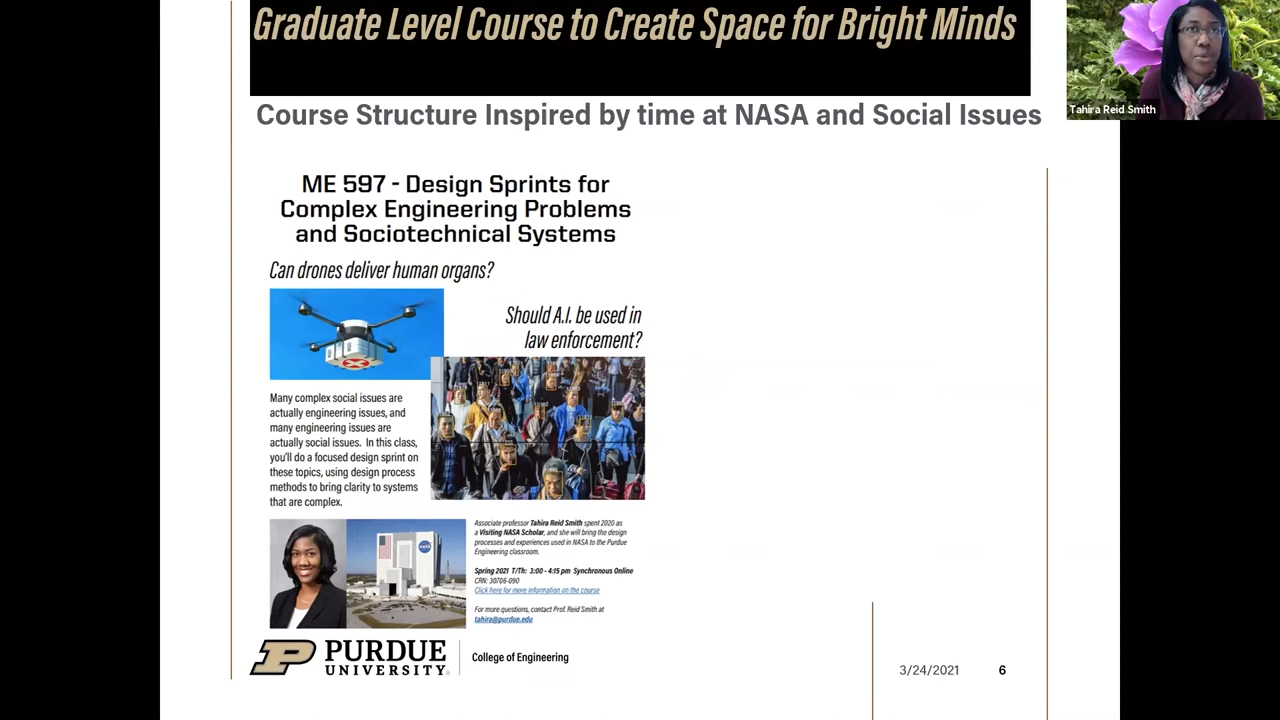 Graduate Level Course to Create Space for Bright Minds
Tahira Reid Smith
Course Structure Inspired by time at NASA and Social Issues
ME 597 - Design Sprints for
Complex Engineering Problems
and Sociotechnical Systems
Can drones deliver human organs?
Should A.I. be used in
law enforcement?
Many complex social issues are
actually engineering issues, and
many engineering issues are
actually social issues. In this class,
you'll do a focused design sprint on
these topics, using design process
methods to bring clarity to systems
that are complex.
Associate professor Tahira Reid Smith spent 2020 as
a Visiting NASA Scholar, and she will bring the design
processes and experiences used in NASA to the Purdue
Engineering classroom.
Spring 2021 T/Th: 3:00 - 4:15 pm Synchronous Online
CRN: 30706-090
Click here for more information on the course
For more questions, contact Prof. Reid Smith at
tahira@purdue.edu
NASA
P PURDUE
UNIVERSITY.
College of Engineering
3/24/2021
6